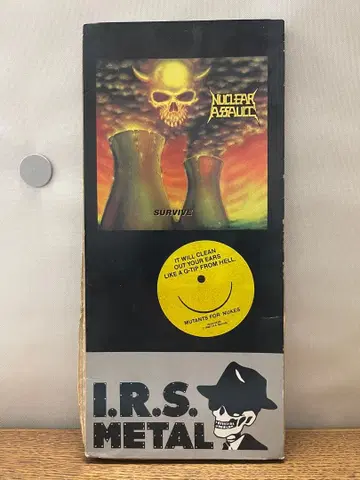 NUCLEAR
ASSAULT
SURVIVE
IT WILL CLEAN
OUT YOUR EARS
LIKE A Q-TIP FROM HELL.
MUTANTS FOR NUKES
I.R.S.
METAL